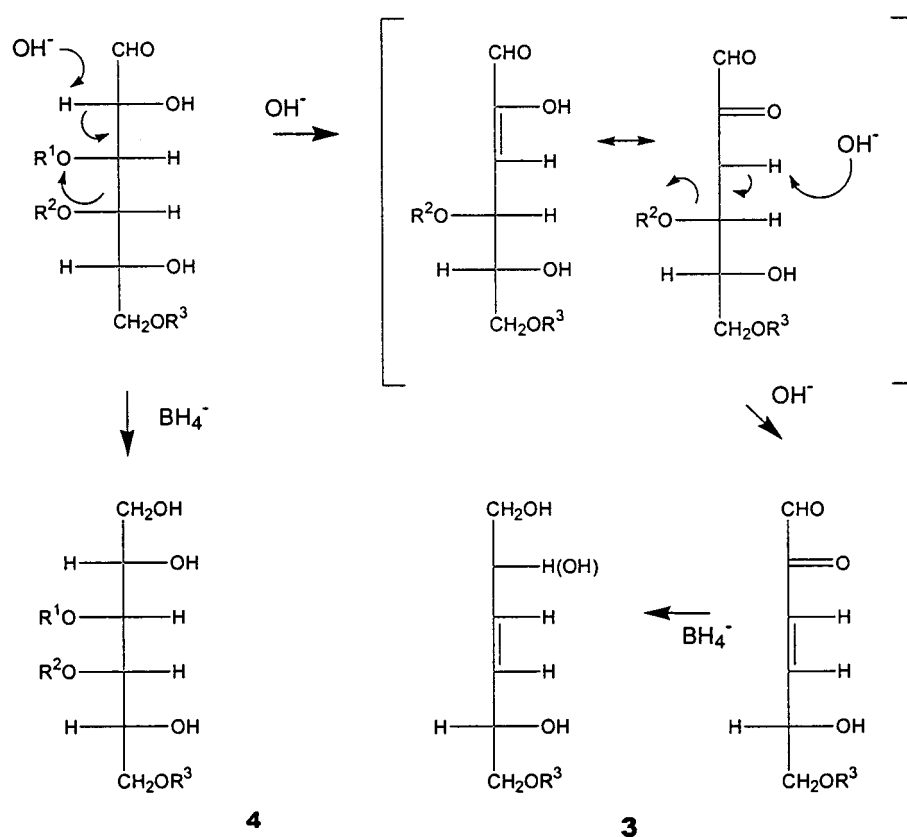 OH⁻ CHO
H OH
R¹O H
R²O H
H OH
CH₂OR³
OH⁻
CHO
OH
H
R²O H
H OH
CH₂OR³
CHO
O
H OH⁻
R²O H
H OH
CH₂OR³
BH₄⁻
OH⁻
CH₂OH
H OH
R¹O H
R²O H
H OH
CH₂OR³
4
CH₂OH
H(OH)
H
H
H OH
CH₂OR³
3
BH₄⁻
CHO
O
H
H
H OH
CH₂OR³